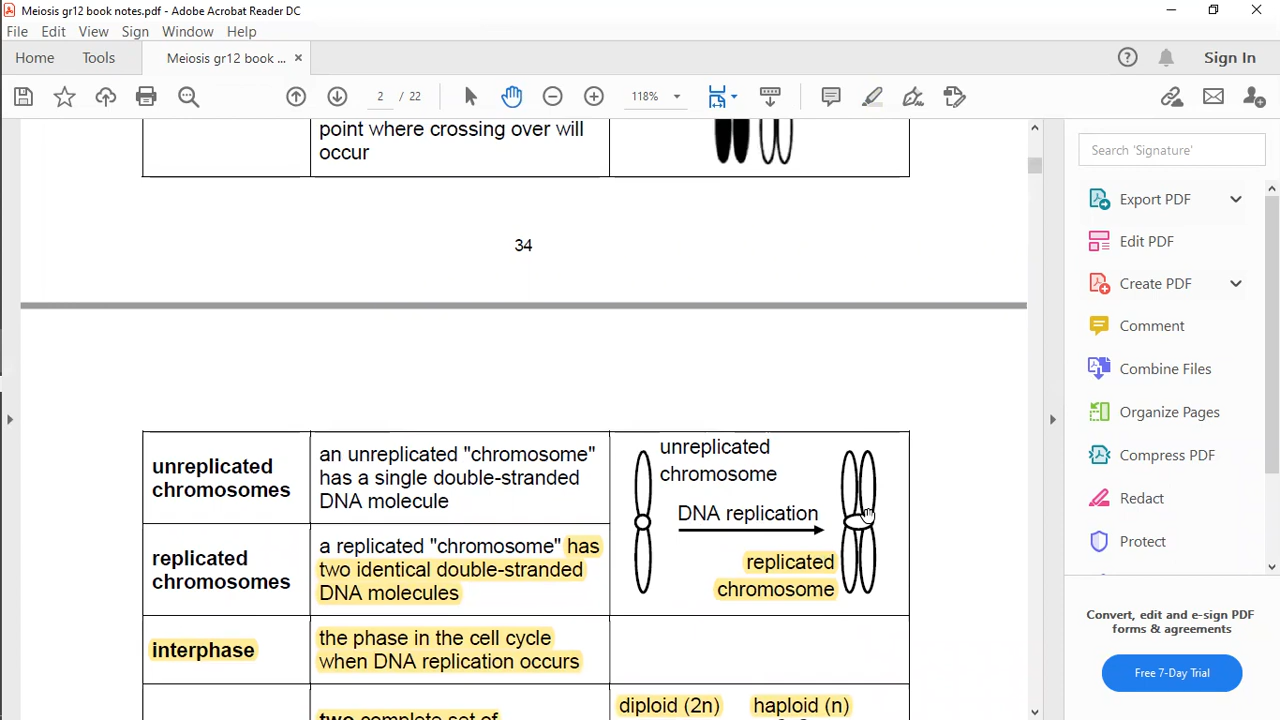 Meiosis gr12 book notes.pdf - Adobe Acrobat Reader DC
File Edit View Sign Window Help
Home Tools Meiosis gr12 book ... × Sign In
2 / 22 118%
point where crossing over will
occur
34
unreplicated
chromosomes
an unreplicated "chromosome"
has a single double-stranded
DNA molecule
unreplicated
chromosome
DNA replication
replicated
chromosome
replicated
chromosomes
a replicated "chromosome" has
two identical double-stranded
DNA molecules
interphase
the phase in the cell cycle
when DNA replication occurs
two complete set of
diploid (2n) haploid (n)
Search 'Signature'
Export PDF
Edit PDF
Create PDF
Comment
Combine Files
Organize Pages
Compress PDF
Redact
Protect
Convert, edit and e-sign PDF
forms & agreements
Free 7-Day Trial